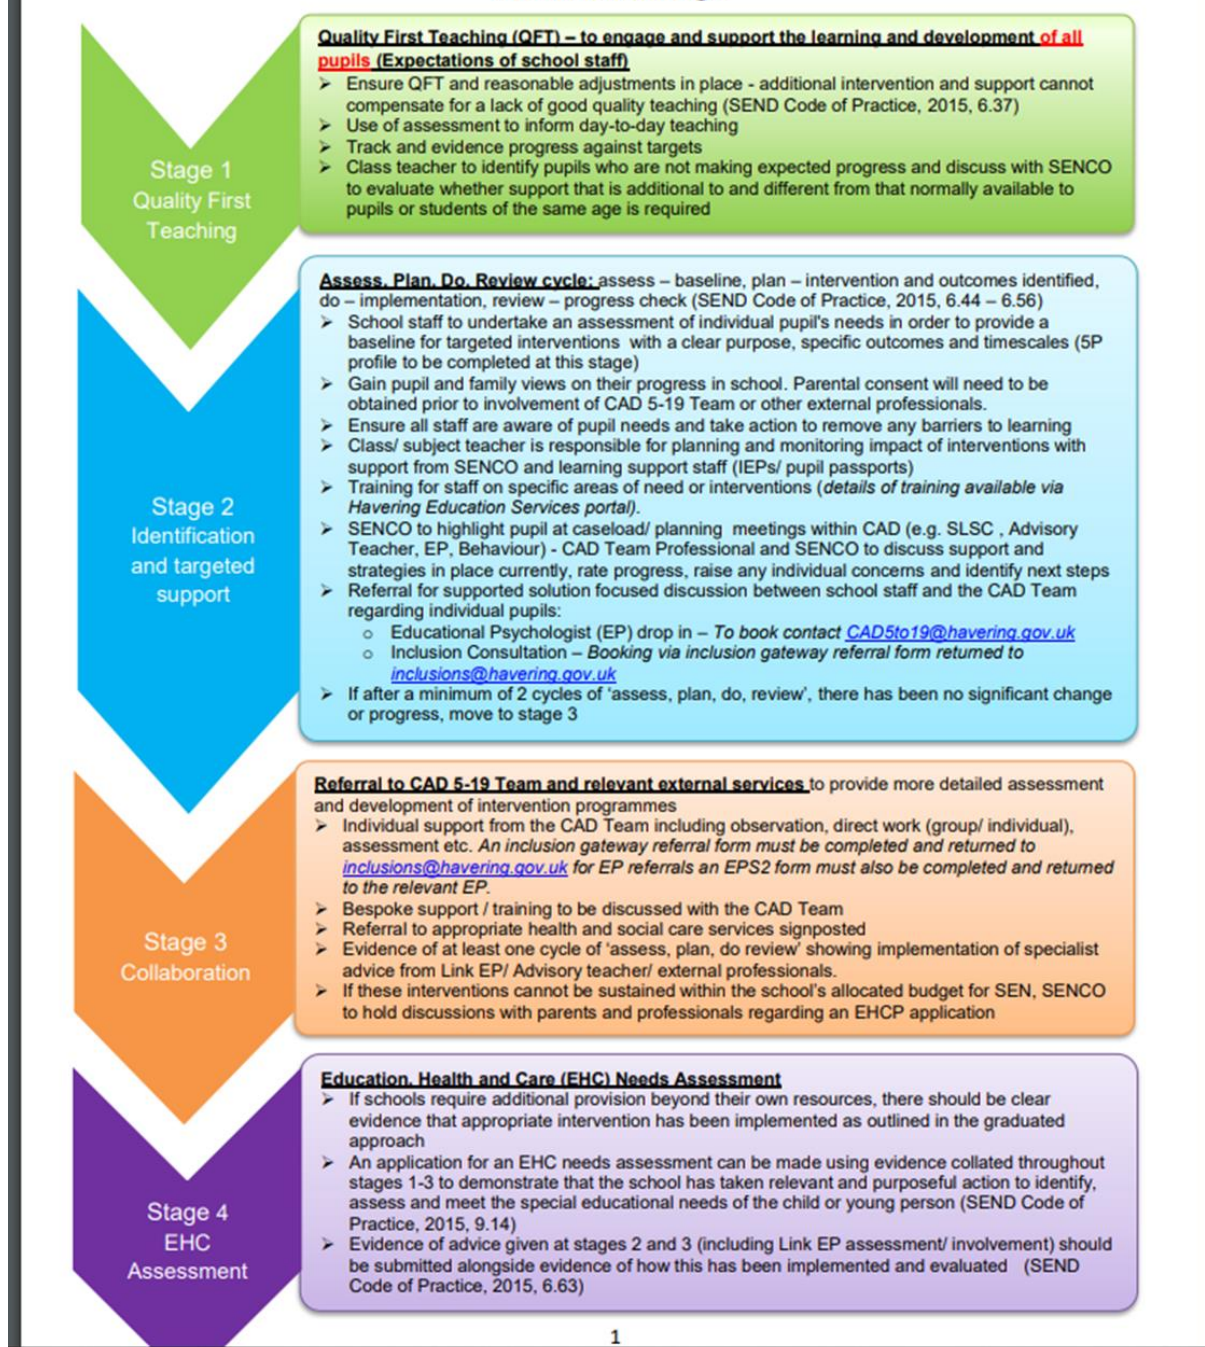 Stage 1
Quality First
Teaching
Quality First Teaching (QFT) – to engage and support the learning and development of all
pupils (Expectations of school staff)
➢ Ensure QFT and reasonable adjustments in place - additional intervention and support cannot
compensate for a lack of good quality teaching (SEND Code of Practice, 2015, 6.37)
➢ Use of assessment to inform day-to-day teaching
➢ Track and evidence progress against targets
➢ Class teacher to identify pupils who are not making expected progress and discuss with SENCO
to evaluate whether support that is additional to and different from that normally available to
pupils or students of the same age is required
Stage 2
Identification
and targeted
support
Assess, Plan, Do, Review cycle: assess – baseline, plan – intervention and outcomes identified,
do – implementation, review – progress check (SEND Code of Practice, 2015, 6.44 – 6.56)
➢ School staff to undertake an assessment of individual pupil's needs in order to provide a
baseline for targeted interventions with a clear purpose, specific outcomes and timescales (5P
profile to be completed at this stage)
➢ Gain pupil and family views on their progress in school. Parental consent will need to be
obtained prior to involvement of CAD 5-19 Team or other external professionals.
➢ Ensure all staff are aware of pupil needs and take action to remove any barriers to learning
➢ Class/ subject teacher is responsible for planning and monitoring impact of interventions with
support from SENCO and learning support staff (IEPs/ pupil passports)
➢ Training for staff on specific areas of need or interventions (details of training available via
Havering Education Services portal).
➢ SENCO to highlight pupil at caseload/ planning meetings within CAD (e.g. SLSC , Advisory
Teacher, EP, Behaviour) - CAD Team Professional and SENCO to discuss support and
strategies in place currently, rate progress, raise any individual concerns and identify next steps
➢ Referral for supported solution focused discussion between school staff and the CAD Team
regarding individual pupils:
o Educational Psychologist (EP) drop in – To book contact CAD5to19@havering.gov.uk
o Inclusion Consultation – Booking via inclusion gateway referral form returned to
inclusions@havering.gov.uk
➢ If after a minimum of 2 cycles of ‘assess, plan, do, review’, there has been no significant change
or progress, move to stage 3
Stage 3
Collaboration
Referral to CAD 5-19 Team and relevant external services to provide more detailed assessment
and development of intervention programmes
➢ Individual support from the CAD Team including observation, direct work (group/ individual),
assessment etc. An inclusion gateway referral form must be completed and returned to
inclusions@havering.gov.uk for EP referrals an EPS2 form must also be completed and returned
to the relevant EP.
➢ Bespoke support / training to be discussed with the CAD Team
➢ Referral to appropriate health and social care services signposted
➢ Evidence of at least one cycle of ‘assess, plan, do review’ showing implementation of specialist
advice from Link EP/ Advisory teacher/ external professionals.
➢ If these interventions cannot be sustained within the school’s allocated budget for SEN, SENCO
to hold discussions with parents and professionals regarding an EHCP application
Stage 4
EHC
Assessment
Education, Health and Care (EHC) Needs Assessment
➢ If schools require additional provision beyond their own resources, there should be clear
evidence that appropriate intervention has been implemented as outlined in the graduated
approach
➢ An application for an EHC needs assessment can be made using evidence collated throughout
stages 1-3 to demonstrate that the school has taken relevant and purposeful action to identify,
assess and meet the special educational needs of the child or young person (SEND Code of
Practice, 2015, 9.14)
➢ Evidence of advice given at stages 2 and 3 (including Link EP assessment/ involvement) should
be submitted alongside evidence of how this has been implemented and evaluated (SEND
Code of Practice, 2015, 6.63)
1